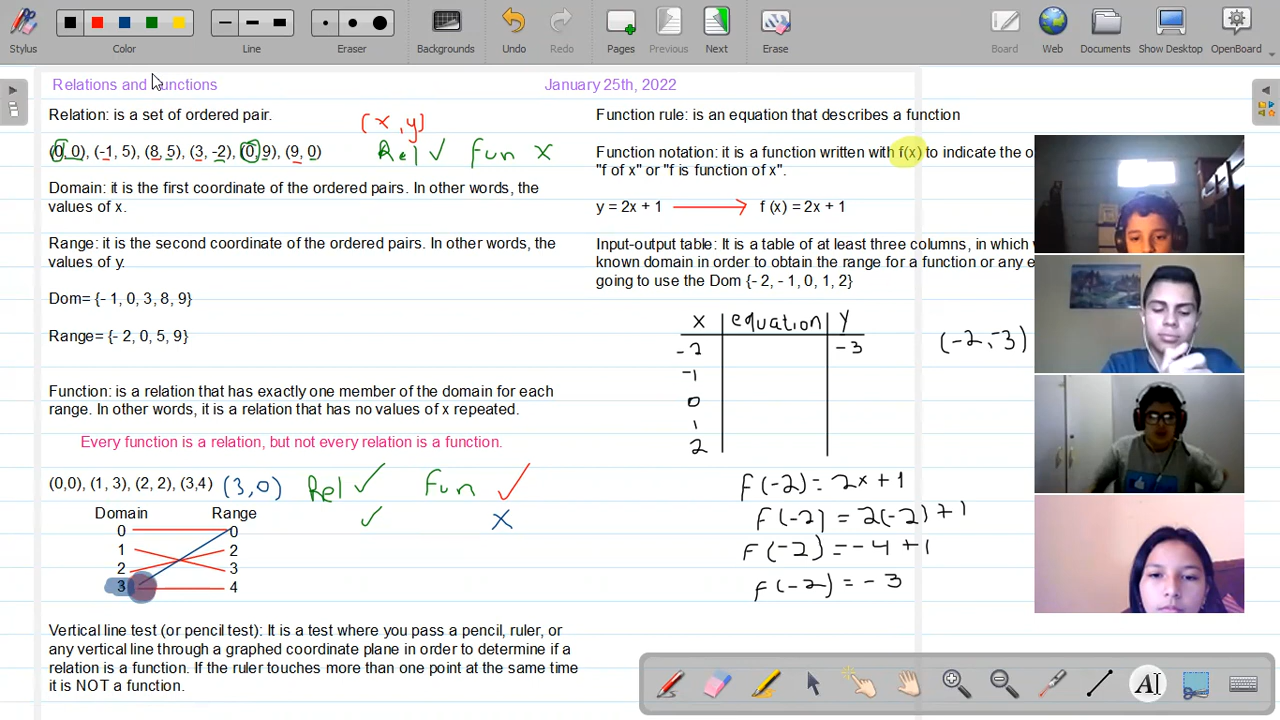 Stylus
Color
Line
Eraser
Backgrounds
Undo
Redo
Pages
Previous
Next
Erase
Board
Web
Documents
Show Desktop
OpenBoard
Relations and Functions
January 25th, 2022
Relation: is a set of ordered pair.
(x, y)
(0, 0), (-1, 5), (8, 5), (3, -2), (0, 9), (9, 0)
Rel ✓ Fun x
Domain: it is the first coordinate of the ordered pairs. In other words, the
values of x.
Range: it is the second coordinate of the ordered pairs. In other words, the
values of y.
Dom= {- 1, 0, 3, 8, 9}
Range= {- 2, 0, 5, 9}
Function: is a relation that has exactly one member of the domain for each
range. In other words, it is a relation that has no values of x repeated.
Every function is a relation, but not every relation is a function.
(0,0), (1, 3), (2, 2), (3,4) (3,0) Rel ✓ Fun ✓
✓ x
Domain Range
0 0
1 2
2 3
3 4
Vertical line test (or pencil test): It is a test where you pass a pencil, ruler, or
any vertical line through a graphed coordinate plane in order to determine if a
relation is a function. If the ruler touches more than one point at the same time
it is NOT a function.
Function rule: is an equation that describes a function
Function notation: it is a function written with f(x) to indicate the
"f of x" or "f is function of x".
y = 2x + 1 → f (x) = 2x + 1
Input-output table: It is a table of at least three columns, in which
known domain in order to obtain the range for a function or any
going to use the Dom {- 2, - 1, 0, 1, 2}
x equation y
-2 -3 (-2,-3)
-1
0
1
2
F(-2) = 2x + 1
F(-2) = 2(-2) + 1
F(-2) = -4 + 1
F(-2) = -3